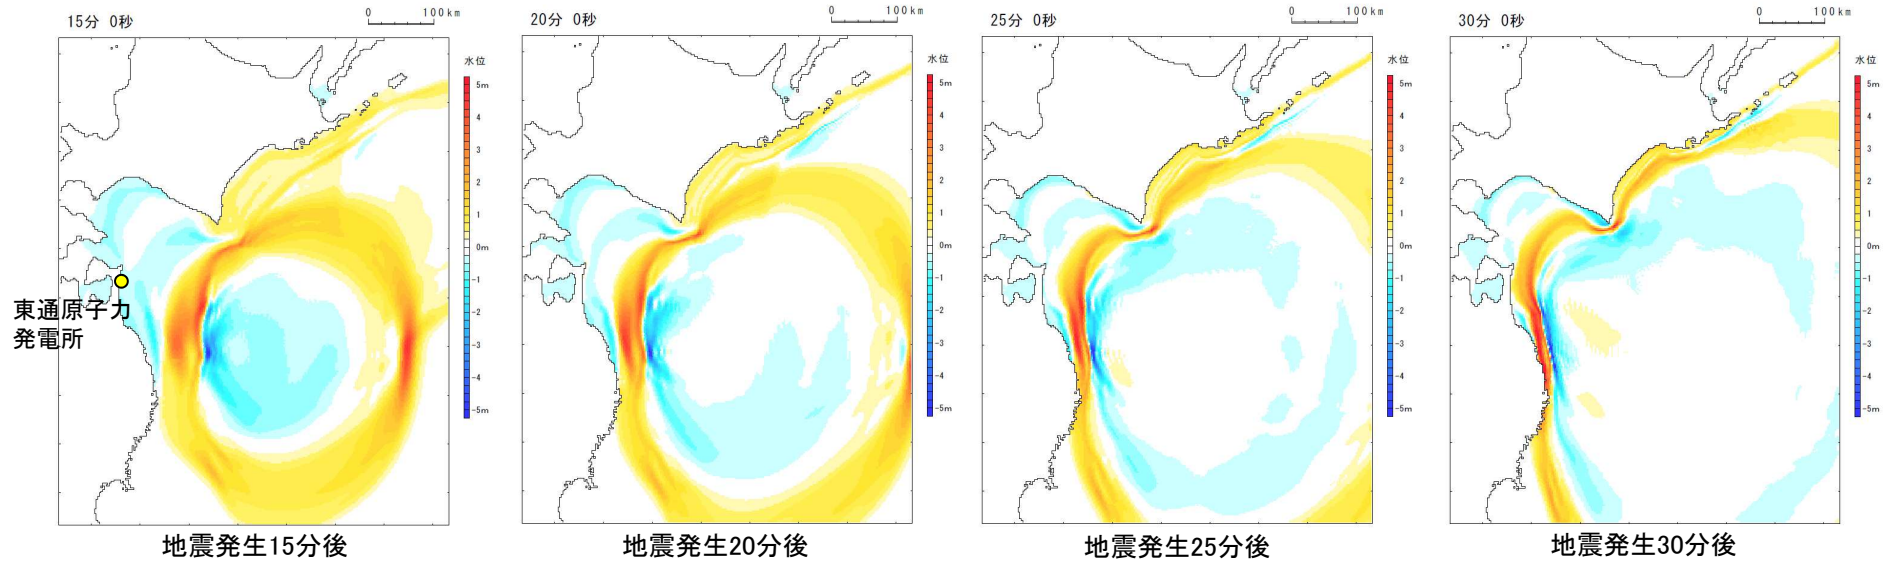 15分 0秒
0 100km
水位
5m
4
3
2
1
0m
-1
-2
-3
-4
-5m
東通原子力
発電所
地震発生15分後
20分 0秒
0 100km
水位
5m
4
3
2
1
0m
-1
-2
-3
-4
-5m
地震発生20分後
25分 0秒
0 100km
水位
5m
4
3
2
1
0m
-1
-2
-3
-4
-5m
地震発生25分後
30分 0秒
0 100km
水位
5m
4
3
2
1
0m
-1
-2
-3
-4
-5m
地震発生30分後